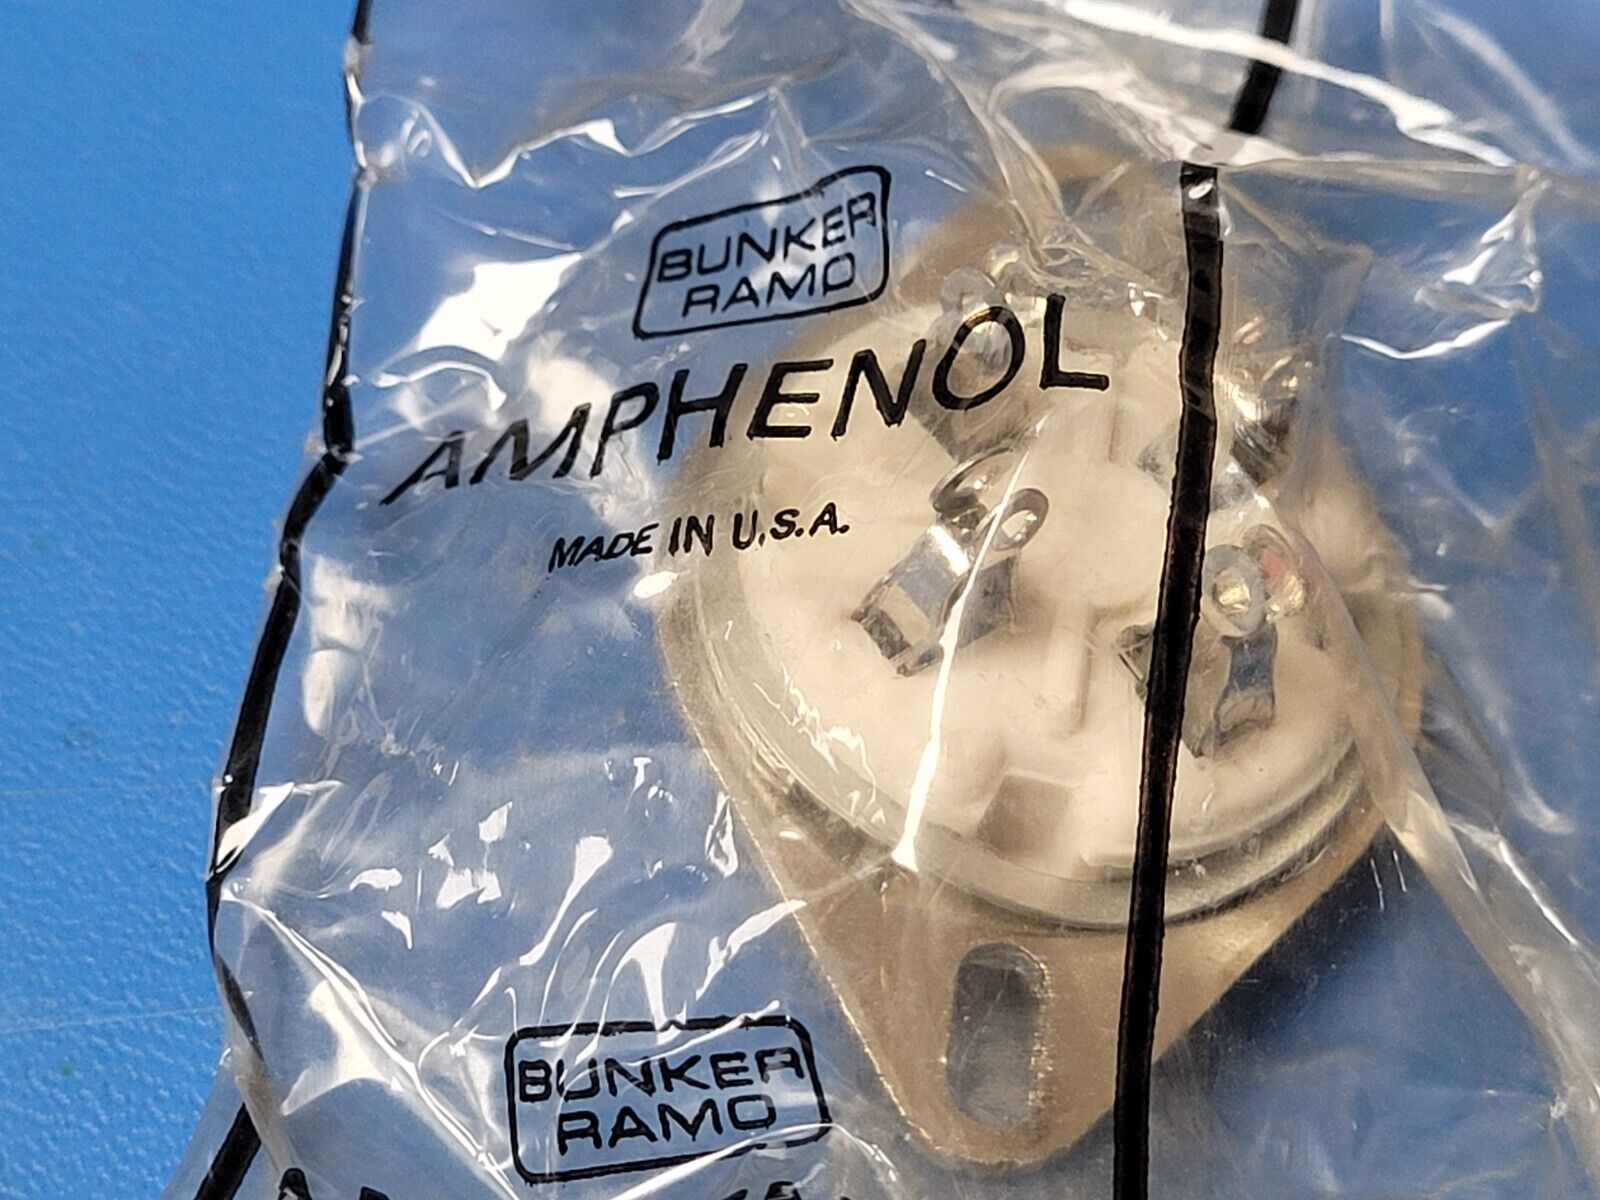 BUNKER
RAMO
AMPHENOL
MADE IN U.S.A.
BUNKER
RAMO